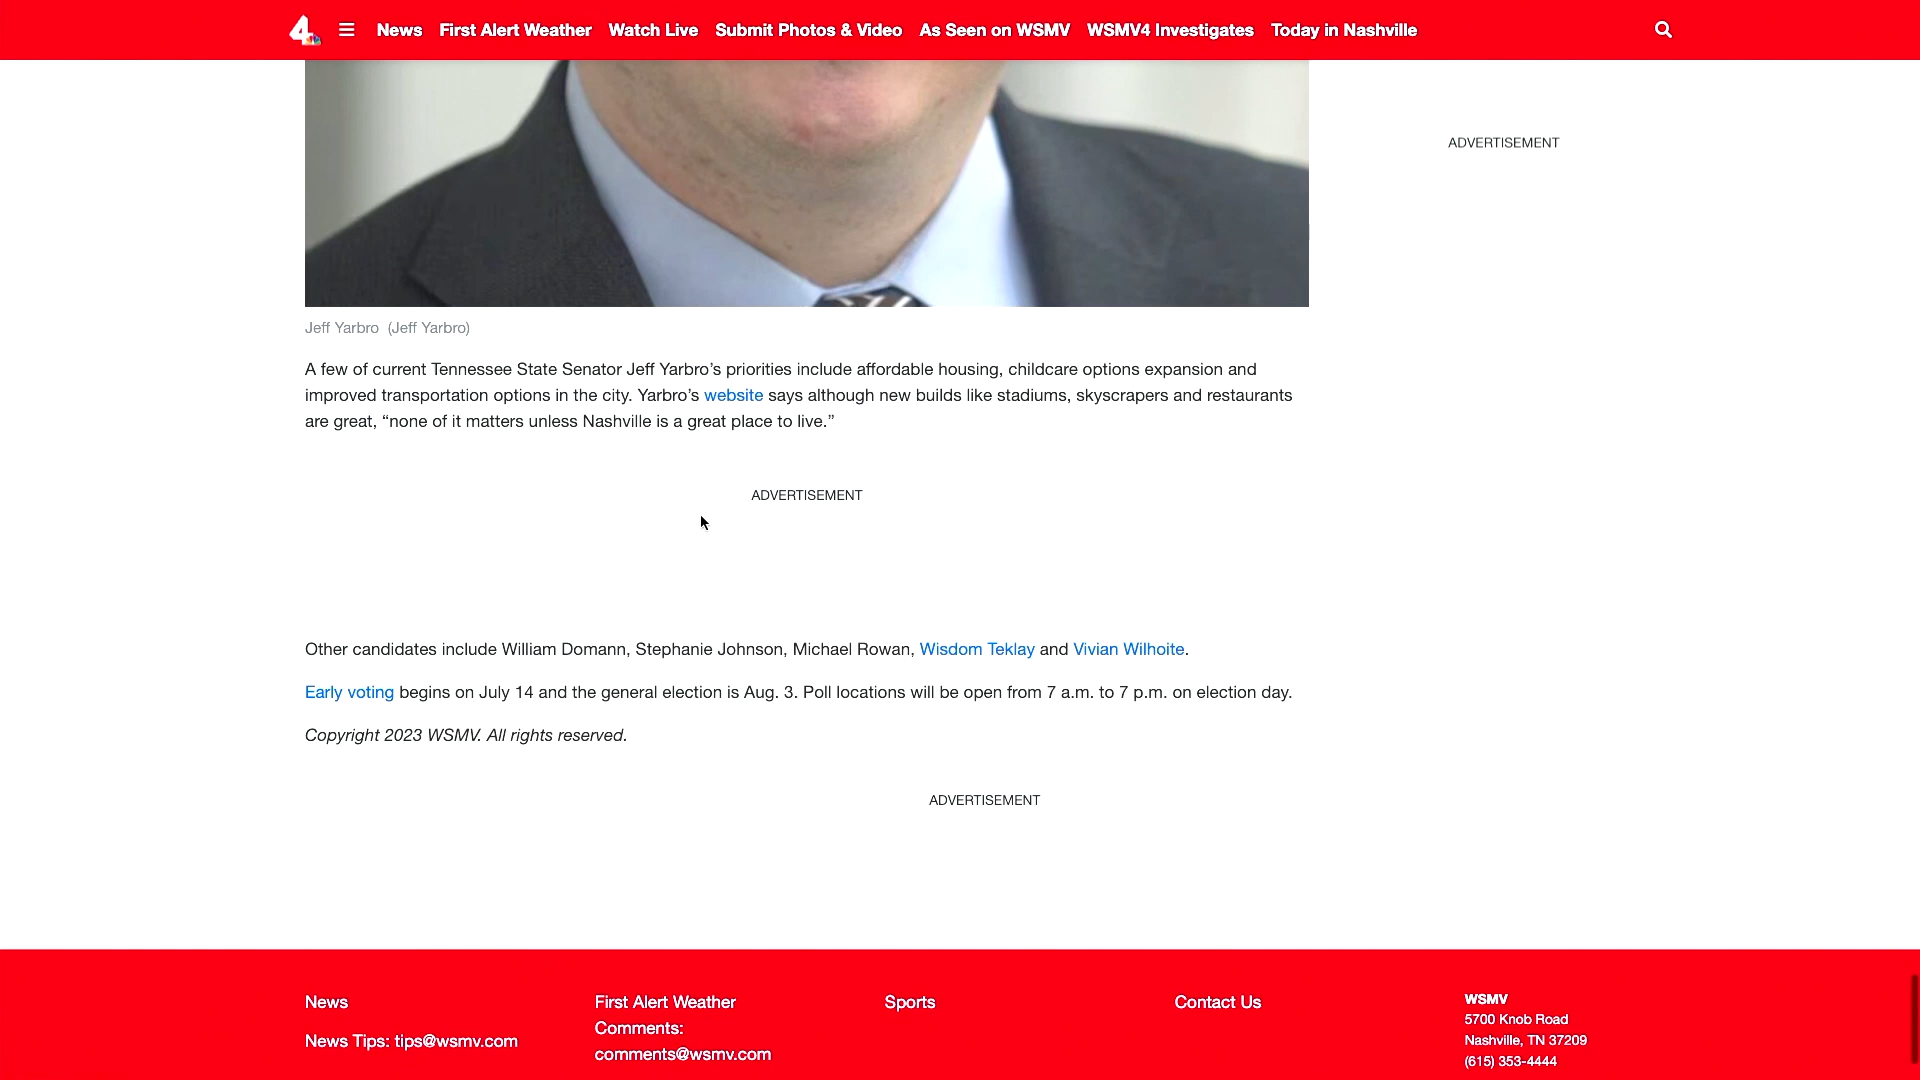 4
News First Alert Weather Watch Live Submit Photos & Video As Seen on WSMV WSMV4 Investigates Today in Nashville
ADVERTISEMENT
Jeff Yarbro (Jeff Yarbro)
A few of current Tennessee State Senator Jeff Yarbro’s priorities include affordable housing, childcare options expansion and
improved transportation options in the city. Yarbro’s website says although new builds like stadiums, skyscrapers and restaurants
are great, “none of it matters unless Nashville is a great place to live.”
ADVERTISEMENT
Other candidates include William Domann, Stephanie Johnson, Michael Rowan, Wisdom Teklay and Vivian Wilhoite.
Early voting begins on July 14 and the general election is Aug. 3. Poll locations will be open from 7 a.m. to 7 p.m. on election day.
Copyright 2023 WSMV. All rights reserved.
ADVERTISEMENT
News
News Tips: tips@wsmv.com
First Alert Weather
Comments:
comments@wsmv.com
Sports
Contact Us
WSMV
5700 Knob Road
Nashville, TN 37209
(615) 353-4444